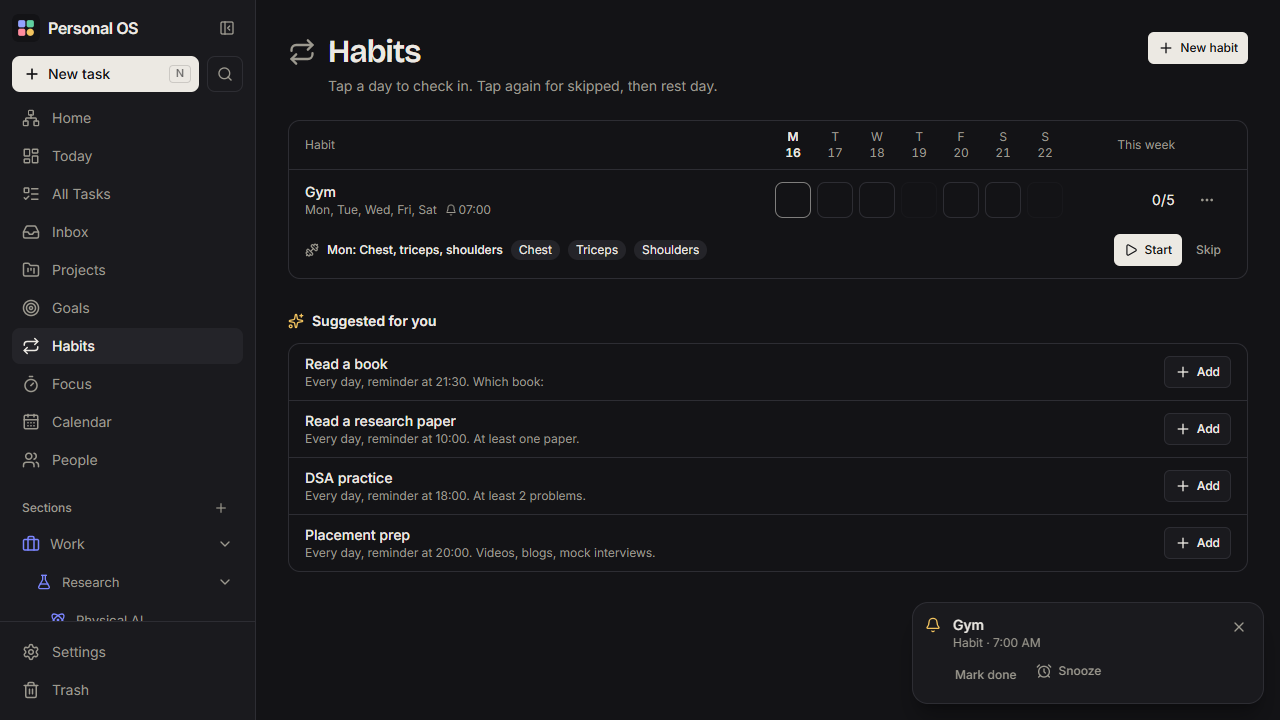 Personal OS
New task N
Home
Today
All Tasks
Inbox
Projects
Goals
Habits
Focus
Calendar
People
Sections
Work
Research
Physical AI
Settings
Trash
Habits
New habit
Tap a day to check in. Tap again for skipped, then rest day.
Habit M T W T F S S This week
16 17 18 19 20 21 22
Gym
Mon, Tue, Wed, Fri, Sat 07:00
0/5
Mon: Chest, triceps, shoulders Chest Triceps Shoulders Start Skip
Suggested for you
Read a book
Every day, reminder at 21:30. Which book:
Add
Read a research paper
Every day, reminder at 10:00. At least one paper.
Add
DSA practice
Every day, reminder at 18:00. At least 2 problems.
Add
Placement prep
Every day, reminder at 20:00. Videos, blogs, mock interviews.
Add
Gym
Habit · 7:00 AM
Mark done Snooze